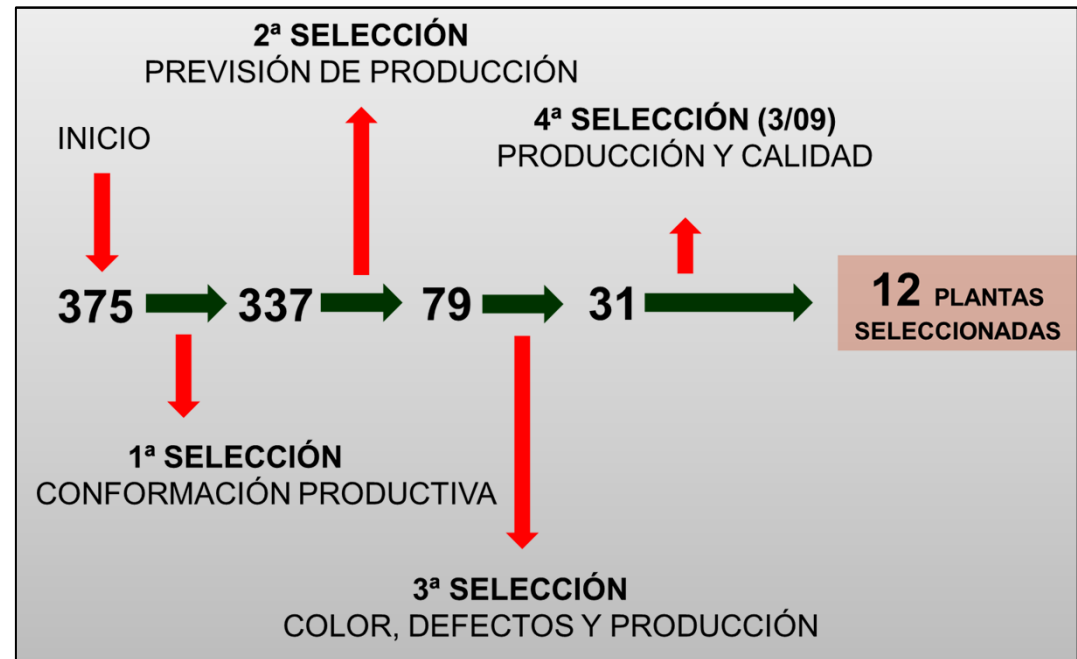 2ª SELECCIÓN
PREVISIÓN DE PRODUCCIÓN
4ª SELECCIÓN (3/09)
PRODUCCIÓN Y CALIDAD
INICIO
375
337
79
31
12 PLANTAS
SELECCIONADAS
1ª SELECCIÓN
CONFORMACIÓN PRODUCTIVA
3ª SELECCIÓN
COLOR, DEFECTOS Y PRODUCCIÓN